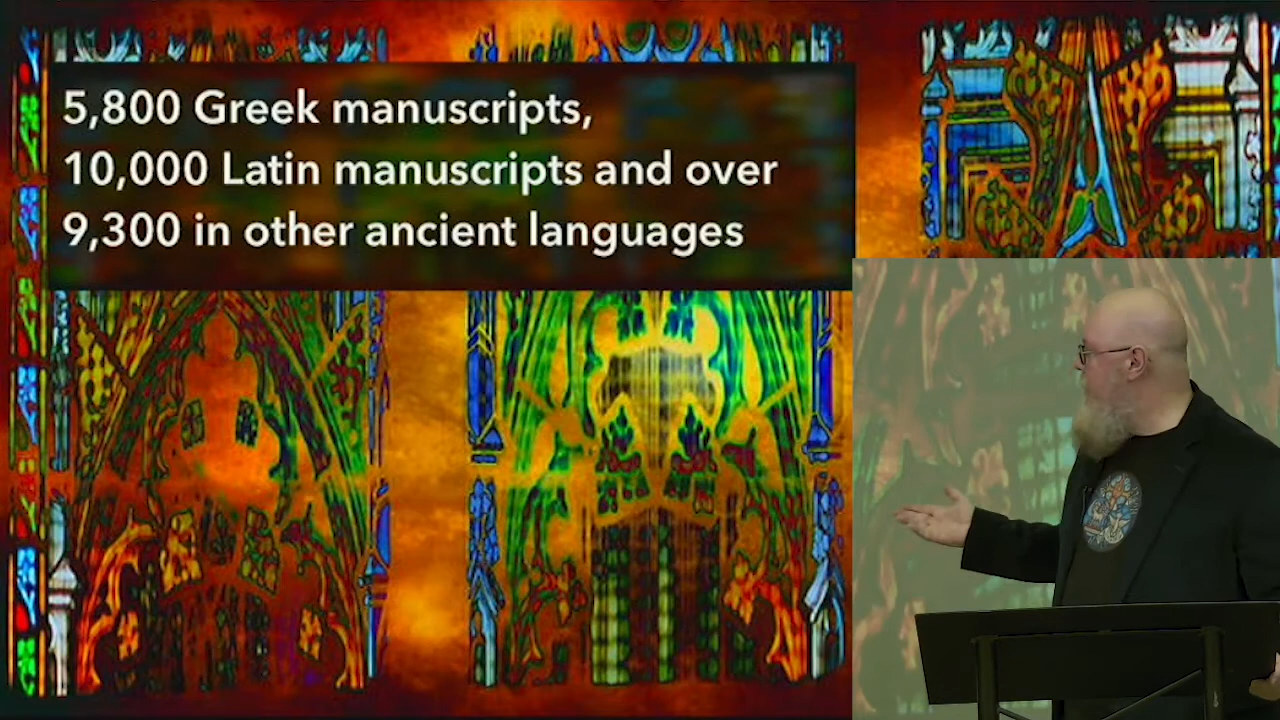 5,800 Greek manuscripts,
10,000 Latin manuscripts and over
9,300 in other ancient languages